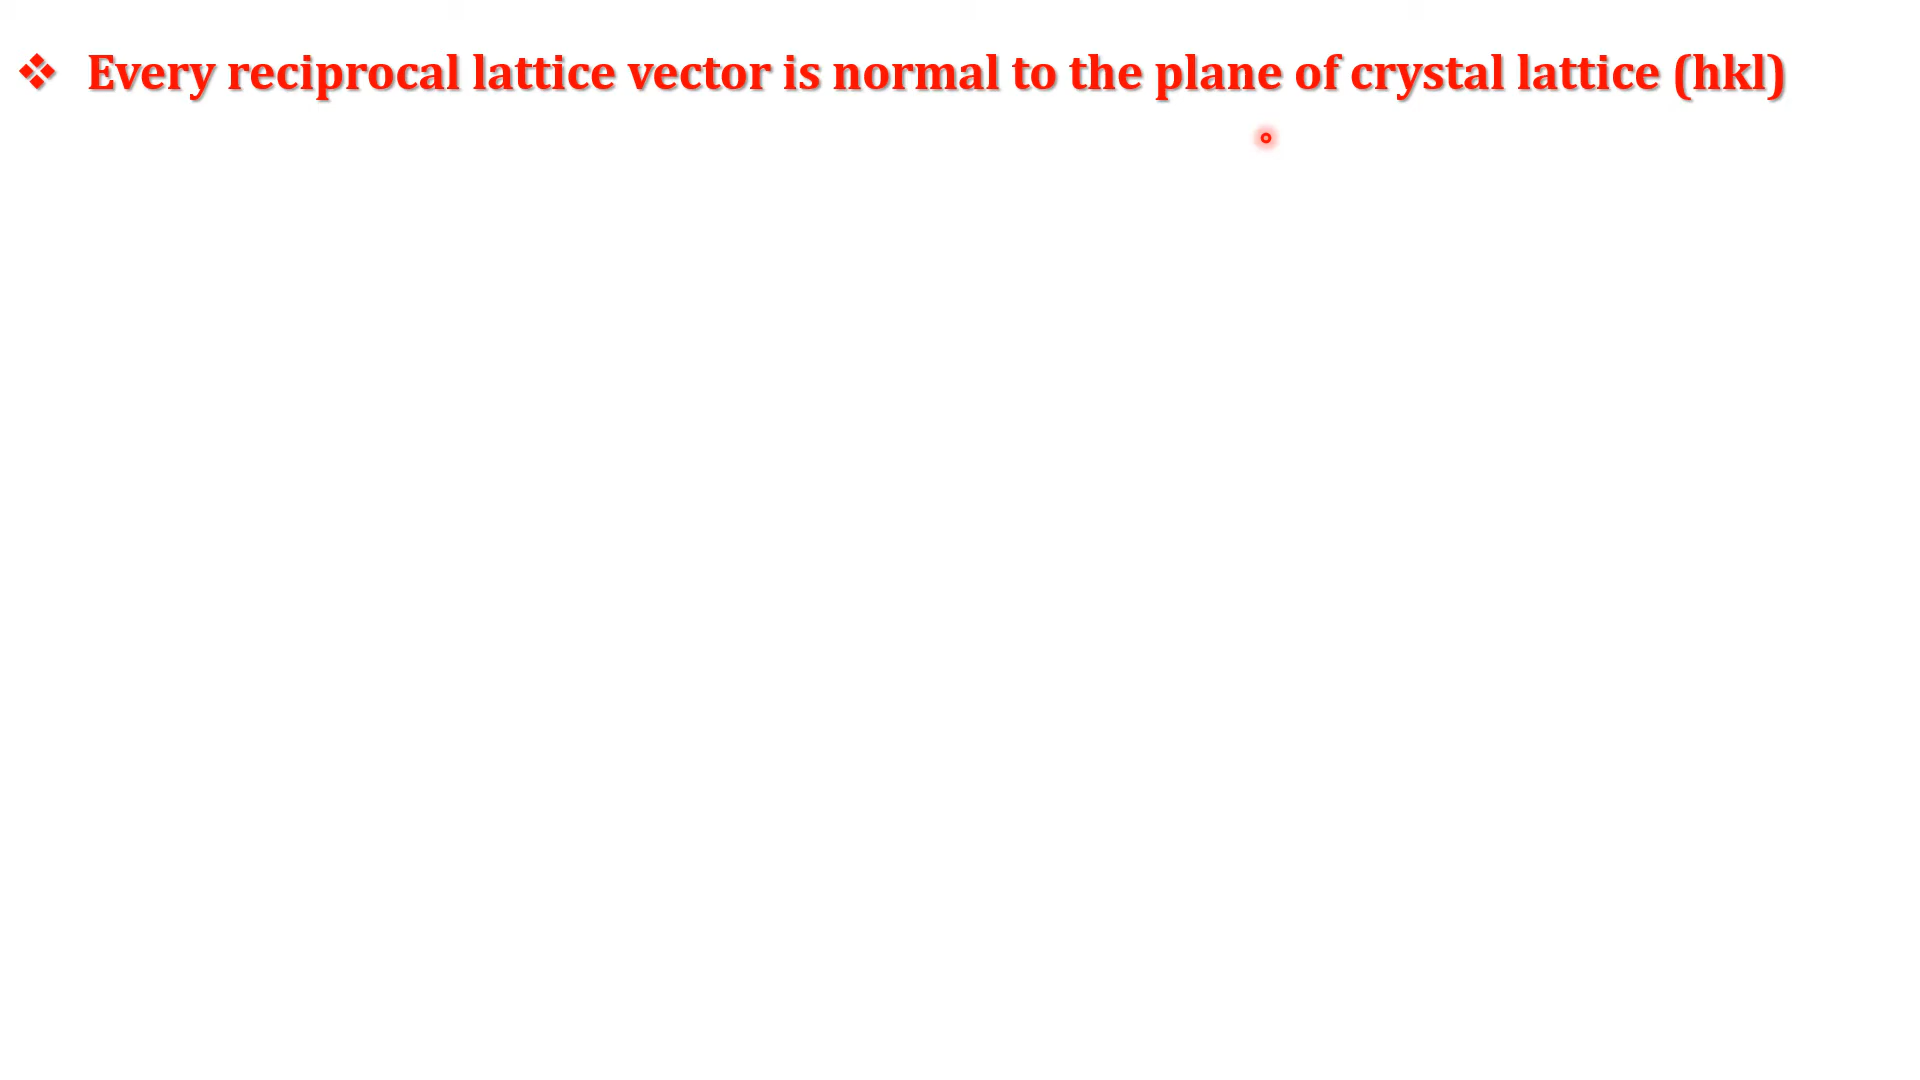 ❖ Every reciprocal lattice vector is normal to the plane of crystal lattice (hkl)